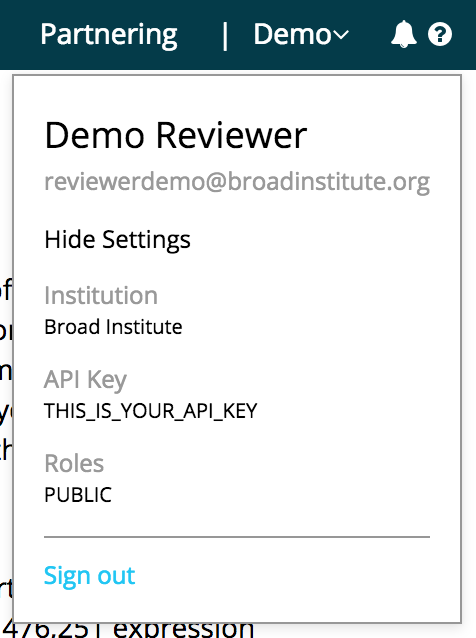 Partnering | Demo
Demo Reviewer
reviewerdemo@broadinstitute.org
Hide Settings
Institution
Broad Institute
API Key
THIS_IS_YOUR_API_KEY
Roles
PUBLIC
Sign out
476,251 expression